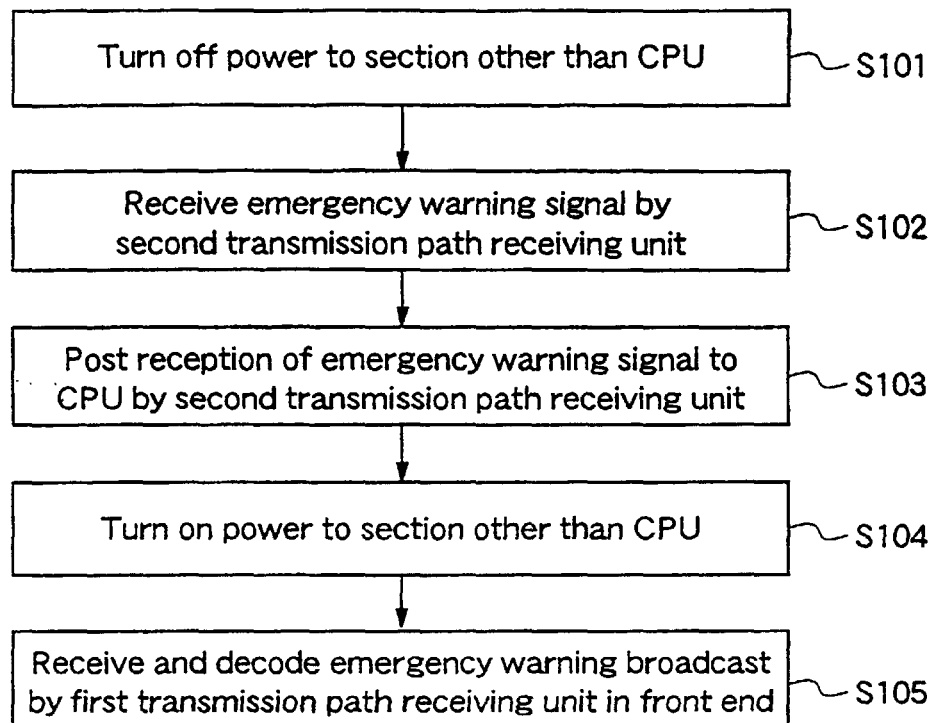 Turn off power to section other than CPU
S101
Receive emergency warning signal by
second transmission path receiving unit
S102
Post reception of emergency warning signal to
CPU by second transmission path receiving unit
S103
Turn on power to section other than CPU
S104
Receive and decode emergency warning broadcast
by first transmission path receiving unit in front end
S105